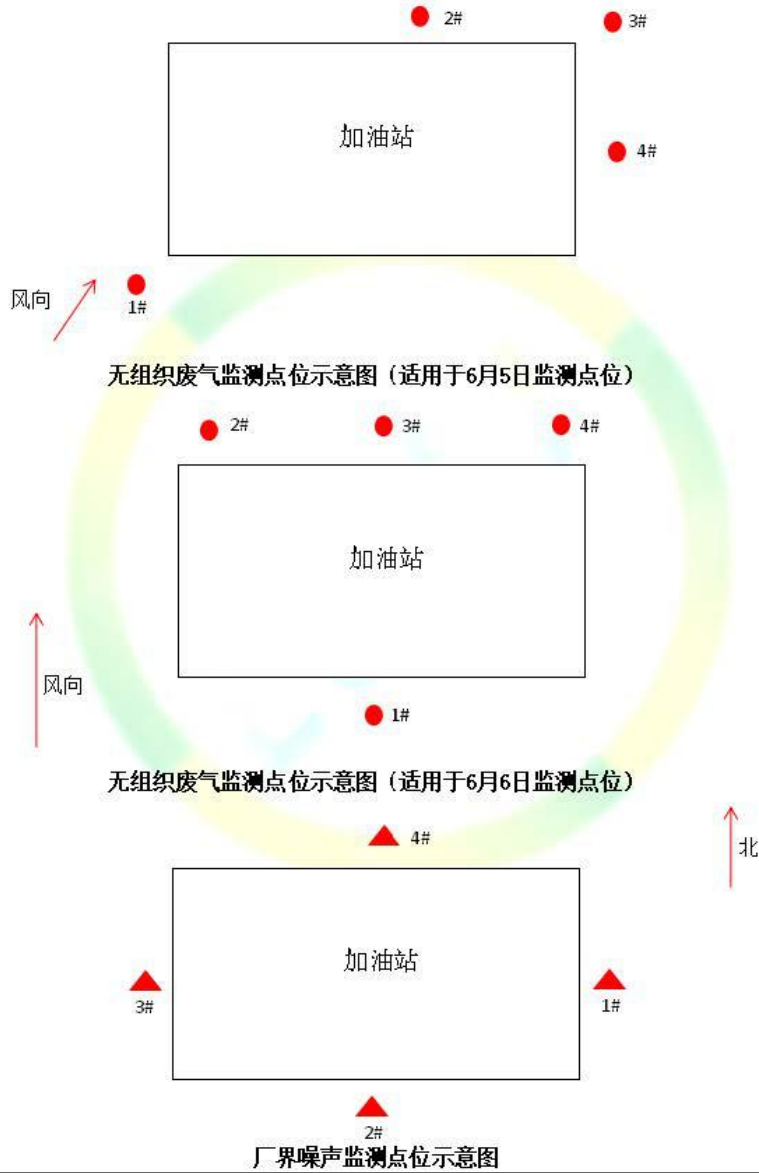 2#
3#
加油站
4#
风向
1#
无组织废气监测点位示意图（适用于6月5日监测点位）
2#
3#
4#
加油站
风向
1#
无组织废气监测点位示意图（适用于6月6日监测点位）
4#
北
加油站
3#
1#
2#
厂界噪声监测点位示意图